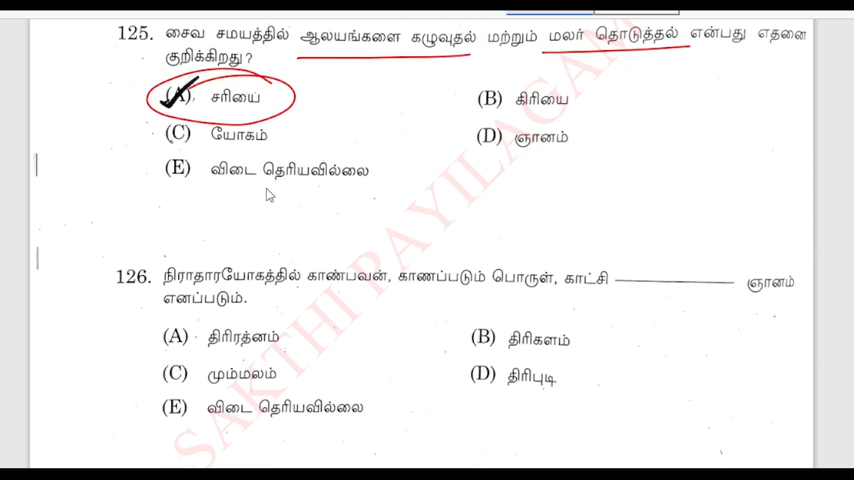 125. சைவ சமயத்தில் ஆலயங்களை கழுவுதல் மற்றும் மலர் தொடுத்தல் என்பது எதனை
குறிக்கிறது?
(A) சரியை (B) கிரியை
(C) யோகம் (D) ஞானம்
(E) விடை தெரியவில்லை
126. நிராதாரயோகத்தில் காண்பவன், காணப்படும் பொருள், காட்சி ____________ ஞானம்
எனப்படும்.
(A) திரிரத்னம் (B) திரிகளம்
(C) மும்மலம் (D) திரிபுடி
(E) விடை தெரியவில்லை
SAKTHI PAYILAGAM